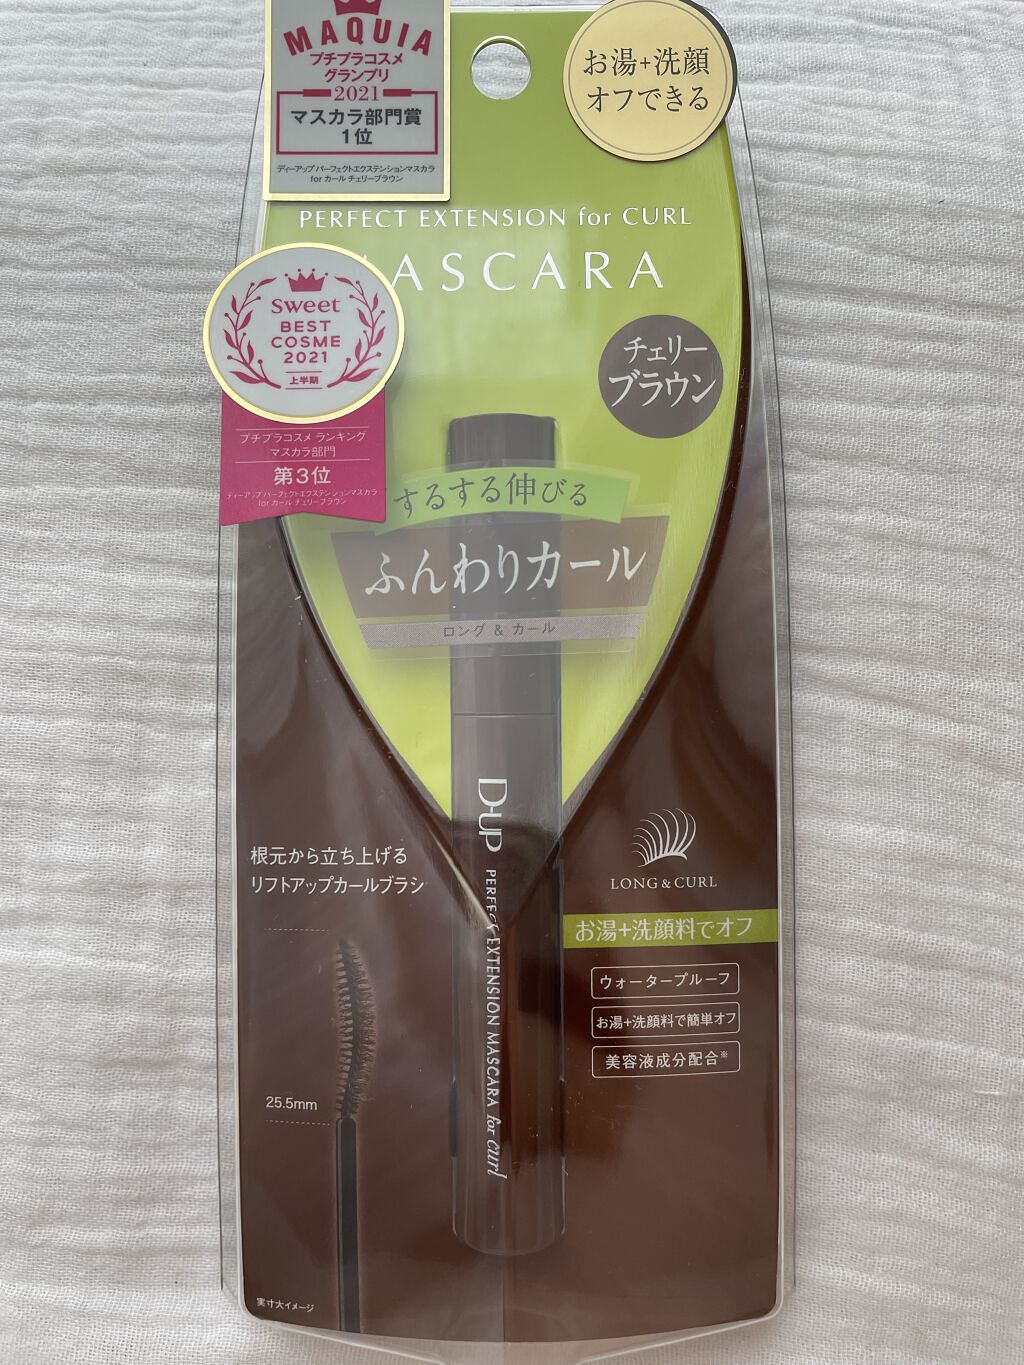 MAQUIA
プチプラコスメ
グランプリ
2021
マスカラ部門賞
1位
ディーアップ パーフェクトエクステンションマスカラ
for カール チェリーブラウン
お湯+洗顔
オフできる
PERFECT EXTENSION for CURL
MASCARA
sweet
BEST
COSME
2021
上半期
プチプラコスメ ランキング
マスカラ部門
第3位
ディーアップ パーフェクトエクステンションマスカラ
for カール チェリーブラウン
チェリー
ブラウン
するする伸びる
ふんわりカール
ロング & カール
D-UP
PERFECT EXTENSION MASCARA for curl
根元から立ち上げる
リフトアップカールブラシ
25.5mm
実寸大イメージ
LONG & CURL
お湯+洗顔料でオフ
ウォータープルーフ
お湯+洗顔料で簡単オフ
美容液成分配合※